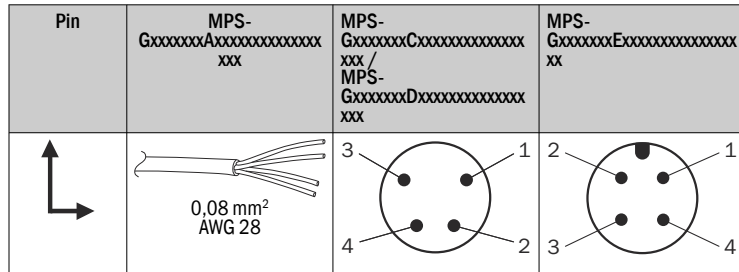 Pin
MPS-
GxxxxxxxAxxxxxxxxxxxxxx
xxx
MPS-
GxxxxxxxCxxxxxxxxxxxxxx
xxx /
MPS-
GxxxxxxxDxxxxxxxxxxxxxx
xxx
MPS-
GxxxxxxxExxxxxxxxxxxxxxx
xx
0,08 mm²
AWG 28
3 1
4 2
2 1
3 4